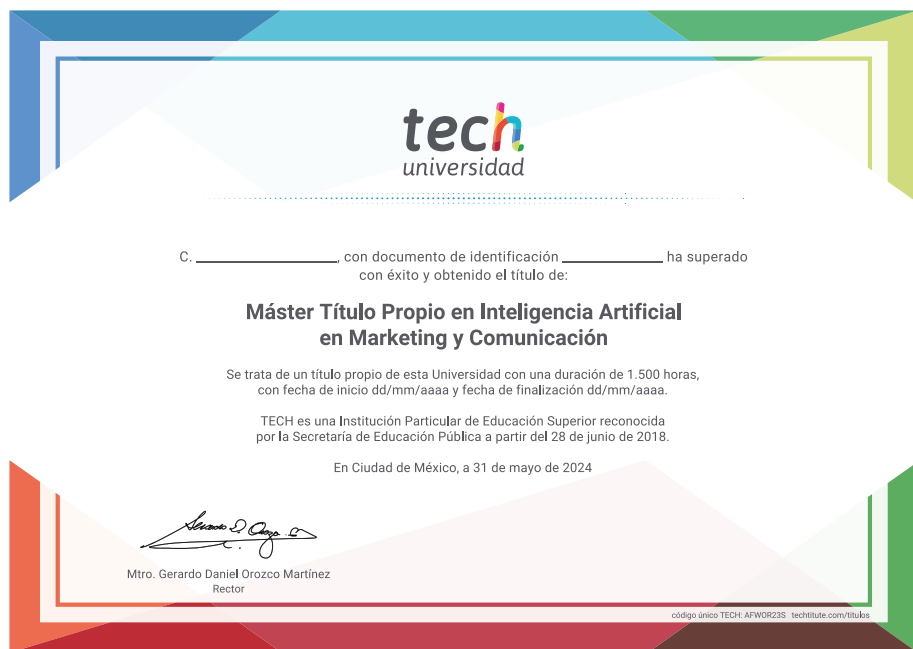 tech
universidad
C. , con documento de identificación ha superado
con éxito y obtenido el título de:
Máster Título Propio en Inteligencia Artificial
en Marketing y Comunicación
Se trata de un título propio de esta Universidad con una duración de 1.500 horas,
con fecha de inicio dd/mm/aaaa y fecha de finalización dd/mm/aaaa.
TECH es una Institución Particular de Educación Superior reconocida
por la Secretaría de Educación Pública a partir del 28 de junio de 2018.
En Ciudad de México, a 31 de mayo de 2024
Mtro. Gerardo Daniel Orozco Martínez
Rector
código único TECH: AFWOR23S techtitute.com/titulos